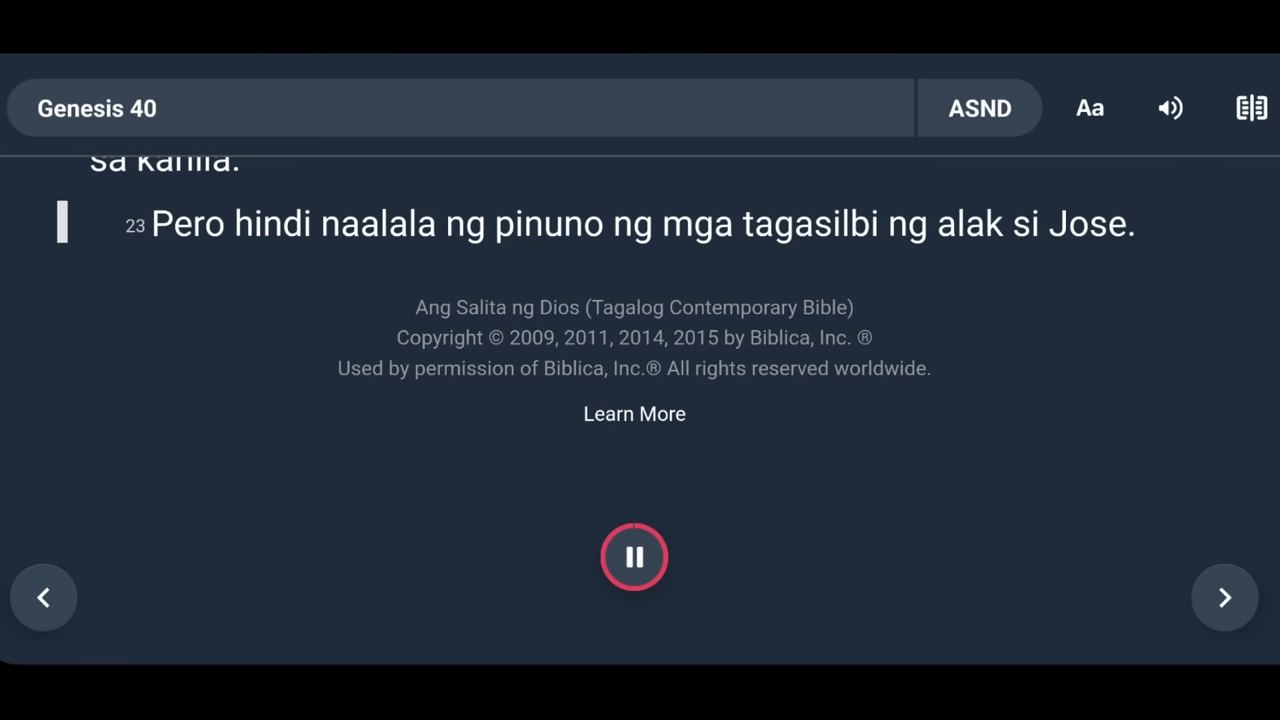 Genesis 40
ASND
Aa
sa kanila.
23 Pero hindi naalala ng pinuno ng mga tagasilbi ng alak si Jose.
Ang Salita ng Dios (Tagalog Contemporary Bible)
Copyright © 2009, 2011, 2014, 2015 by Biblica, Inc. ®
Used by permission of Biblica, Inc.® All rights reserved worldwide.
Learn More